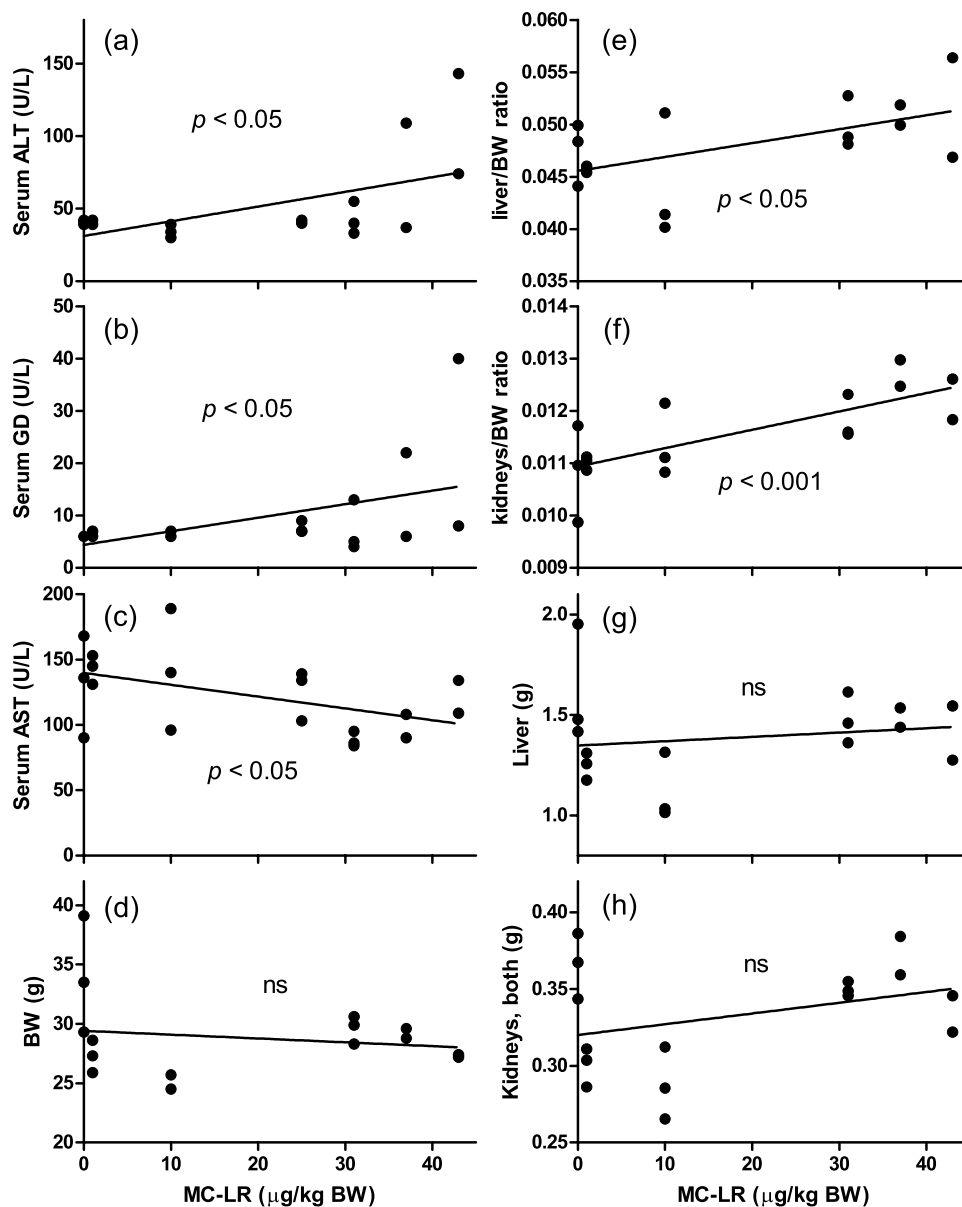 (a)
Serum ALT (U/L)
150
100
50
0
p < 0.05
(b)
Serum GD (U/L)
50
40
30
20
10
0
p < 0.05
(c)
Serum AST (U/L)
200
150
100
50
0
p < 0.05
(d)
BW (g)
40
35
30
25
20
ns
0 10 20 30 40
MC-LR (μg/kg BW)
(e)
liver/BW ratio
0.060
0.055
0.050
0.045
0.040
0.035
p < 0.05
(f)
kidneys/BW ratio
0.014
0.013
0.012
0.011
0.010
0.009
p < 0.001
(g)
Liver (g)
2.0
1.5
1.0
ns
(h)
Kidneys, both (g)
0.40
0.35
0.30
0.25
ns
0 10 20 30 40
MC-LR (μg/kg BW)